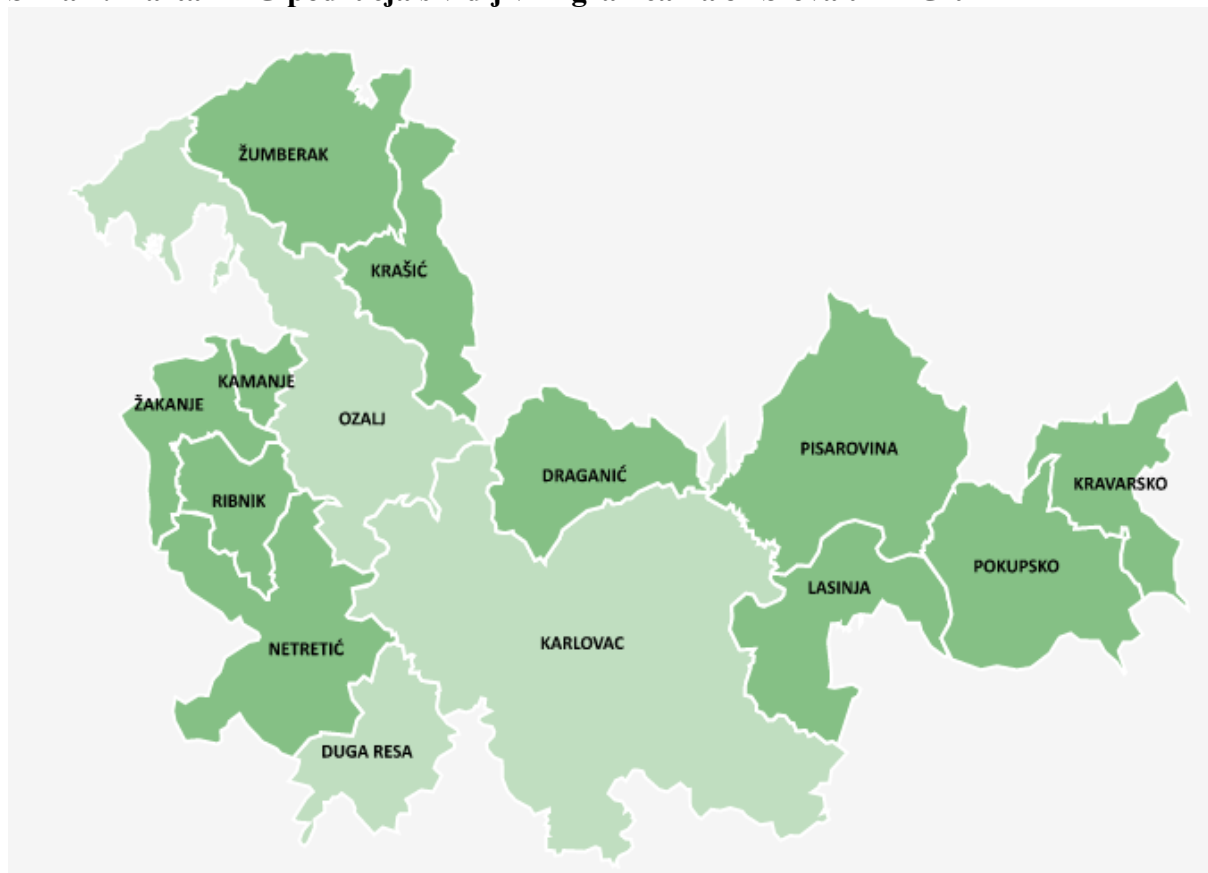 ŽUMBERAK
KRAŠIĆ
KAMANJE
ŽAKANJE
OZALJ
RIBNIK
DRAGANIĆ
PISAROVINA
KRAVARSKO
POKUPSKO
LASINJA
NETRETIĆ
KARLOVAC
DUGA RESA